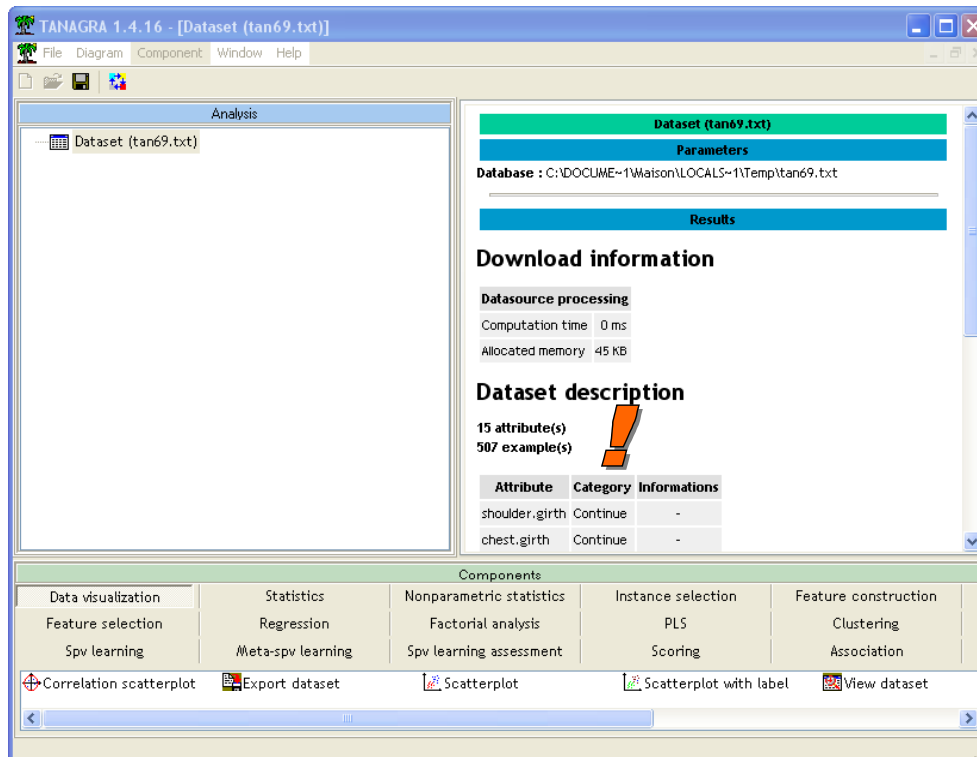 TANAGRA 1.4.16 - [Dataset (tan69.txt)]
File Diagram Component Window Help
Analysis
Dataset (tan69.txt)
Dataset (tan69.txt)
Parameters
Database : C:\DOCUME~1\Maison\LOCALS~1\Temp\tan69.txt
Results
Download information
Datasource processing
Computation time 0 ms
Allocated memory 45 KB
Dataset description
15 attribute(s)
507 example(s)
Attribute Category Informations
shoulder.girth Continue -
chest.girth Continue -
Components
Data visualization Statistics Nonparametric statistics Instance selection Feature construction
Feature selection Regression Factorial analysis PLS Clustering
Spv learning Meta-spv learning Spv learning assessment Scoring Association
Correlation scatterplot Export dataset Scatterplot Scatterplot with label View dataset